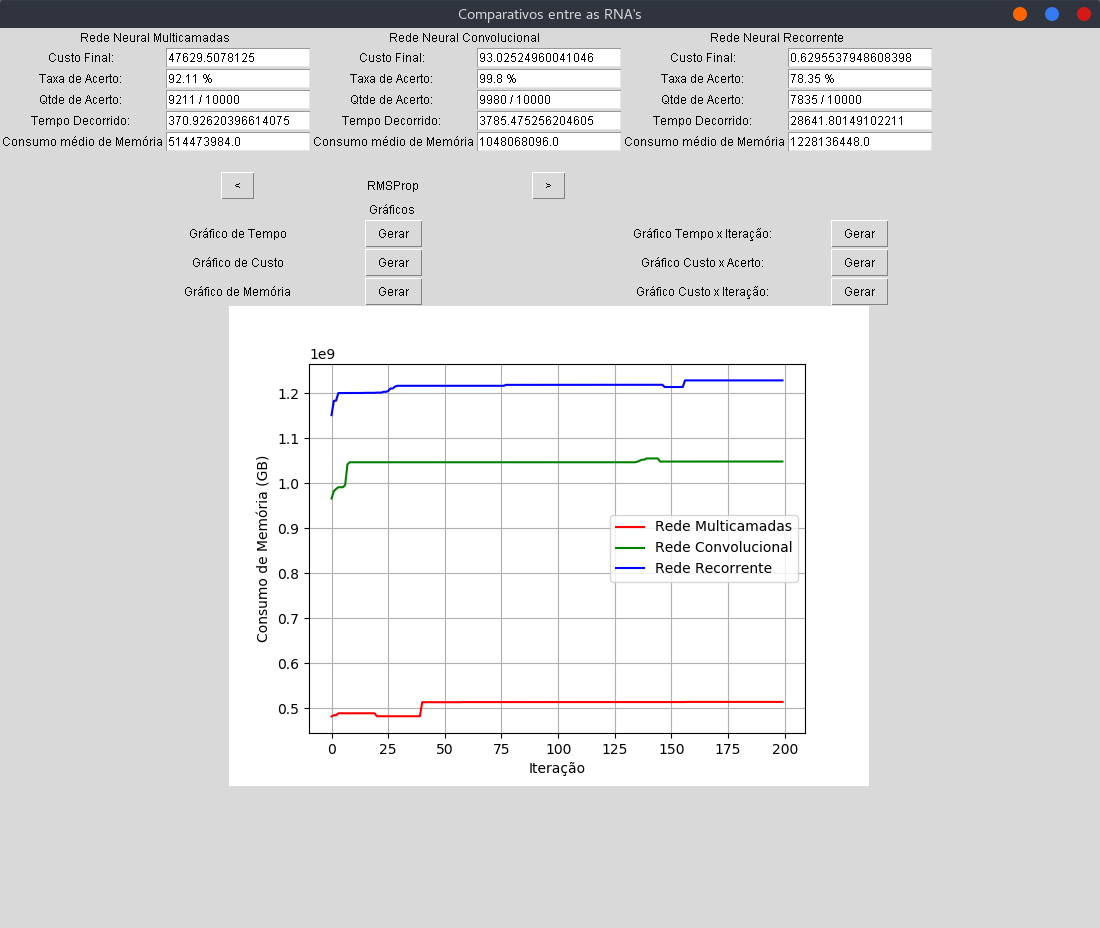 Comparativos entre as RNA's
Rede Neural Multicamadas Rede Neural Convolucional Rede Neural Recorrente
Custo Final: 47629.5078125 Custo Final: 93.02524960041046 Custo Final: 0.6295537948608398
Taxa de Acerto: 92.11 % Taxa de Acerto: 99.8 % Taxa de Acerto: 78.35 %
Qtde de Acerto: 9211 / 10000 Qtde de Acerto: 9980 / 10000 Qtde de Acerto: 7835 / 10000
Tempo Decorrido: 370.92620396614075 Tempo Decorrido: 3785.475256204605 Tempo Decorrido: 28641.80149102211
Consumo médio de Memória 514473984.0 Consumo médio de Memória 1048068096.0 Consumo médio de Memória 1228136448.0
< RMSProp >
Gráficos
Gráfico de Tempo Gerar Gráfico Tempo x Iteração: Gerar
Gráfico de Custo Gerar Gráfico Custo x Acerto: Gerar
Gráfico de Memória Gerar Gráfico Custo x Iteração: Gerar
1e9
1.2
1.1
1.0
0.9
0.8
0.7
0.6
0.5
Consumo de Memória (GB)
Rede Multicamadas
Rede Convolucional
Rede Recorrente
0 25 50 75 100 125 150 175 200
Iteração